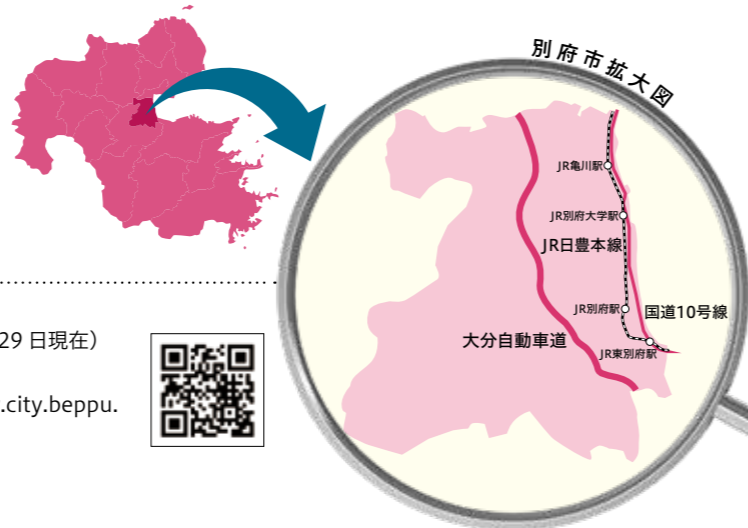 別府市拡大図
JR亀川駅
JR別府大学駅
JR日豊本線
JR別府駅
国道10号線
大分自動車道
JR東別府駅
29 日現在）
.city.beppu.